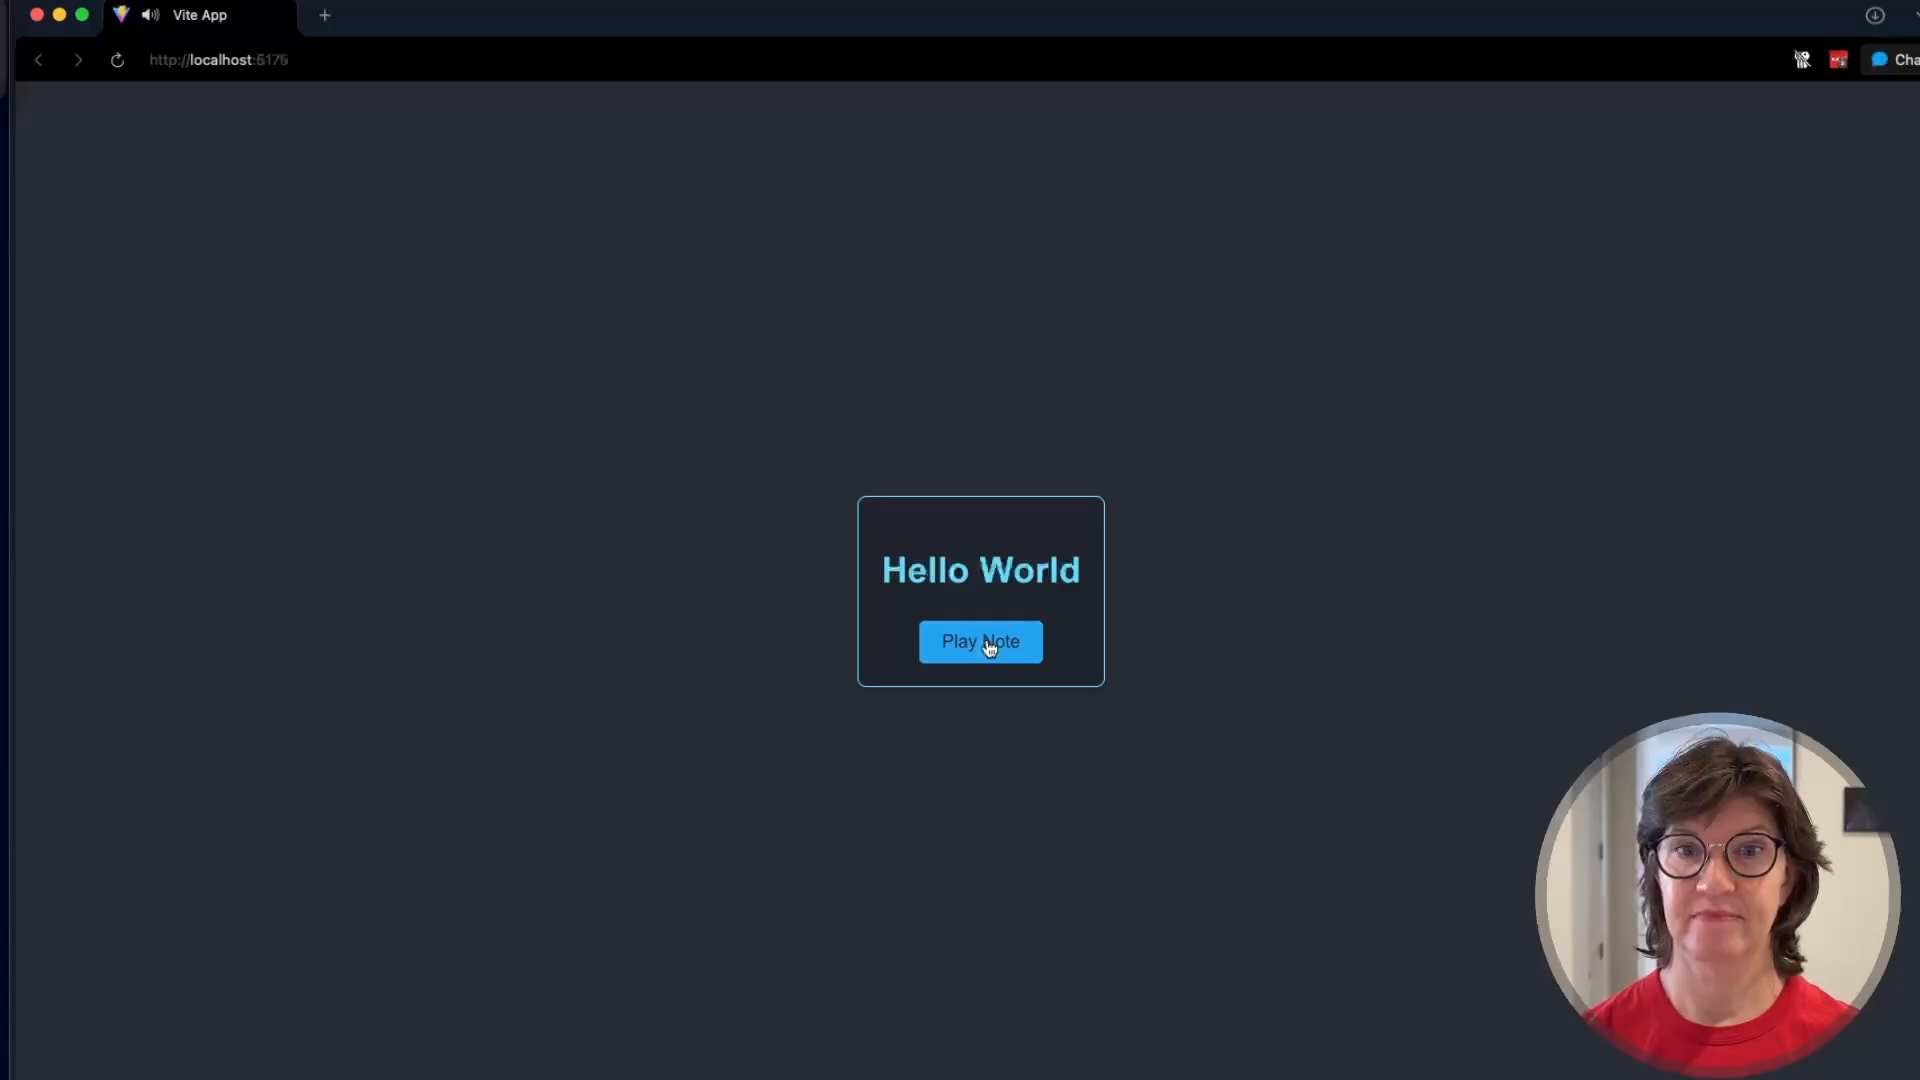 Vite App
http://localhost:5175
Cha
Hello World
Play Note